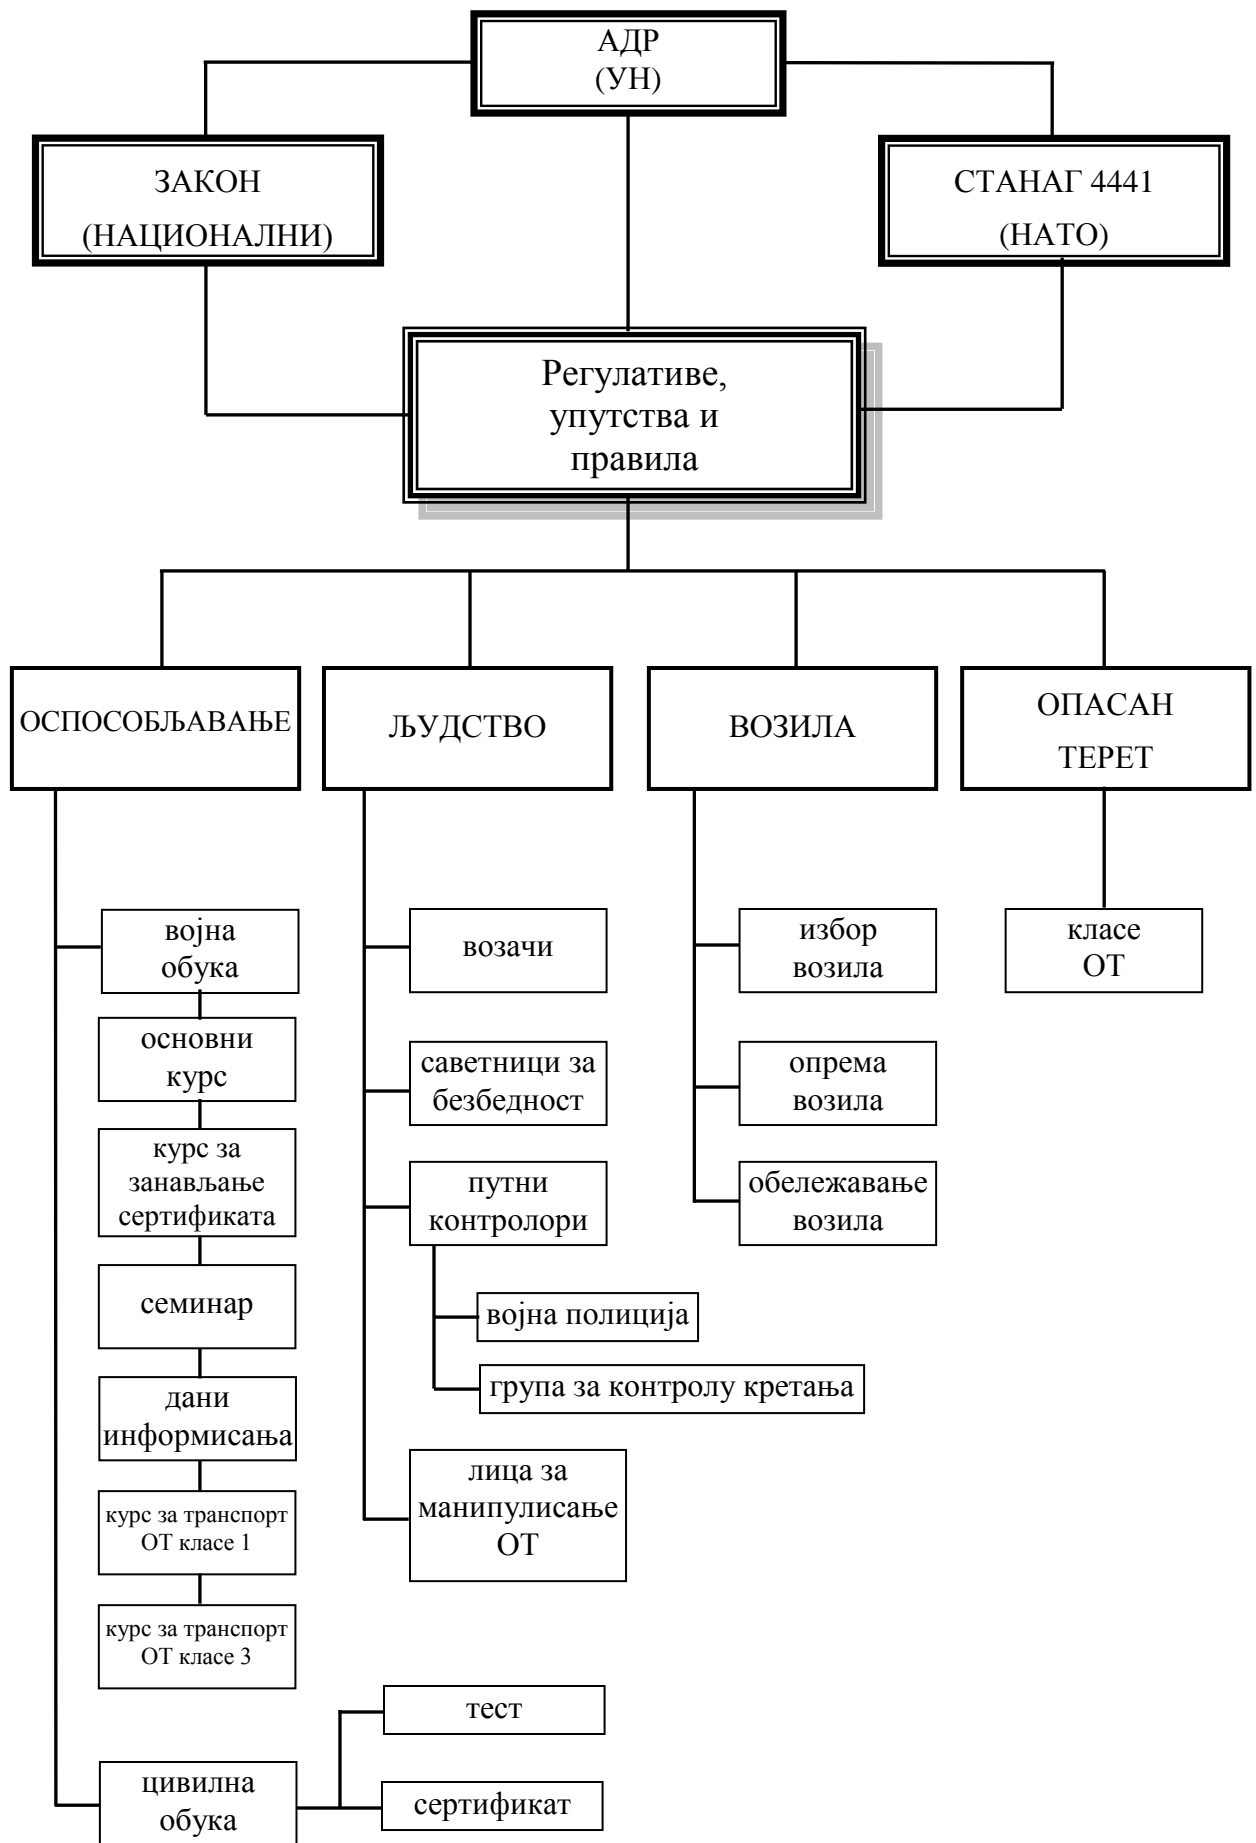 АДР
(УН)
ЗАКОН
(НАЦИОНАЛНИ)
СТАНАГ 4441
(НАТО)
Регулативе,
упутства и
правила
ОСПОСОБЉАВАЊЕ
ЉУДСТВО
ВОЗИЛА
ОПАСАН
ТЕРЕТ
војна
обука
основни
курс
курс за
занављање
сертификата
семинар
дани
информисања
курс за транспорт
ОТ класе 1
курс за транспорт
ОТ класе 3
цивилна
обука
тест
сертификат
возачи
саветници за
безбедност
путни
контролори
војна полиција
група за контролу кретања
лица за
манипулисање
ОТ
избор
возила
опрема
возила
обележавање
возила
класе
ОТ